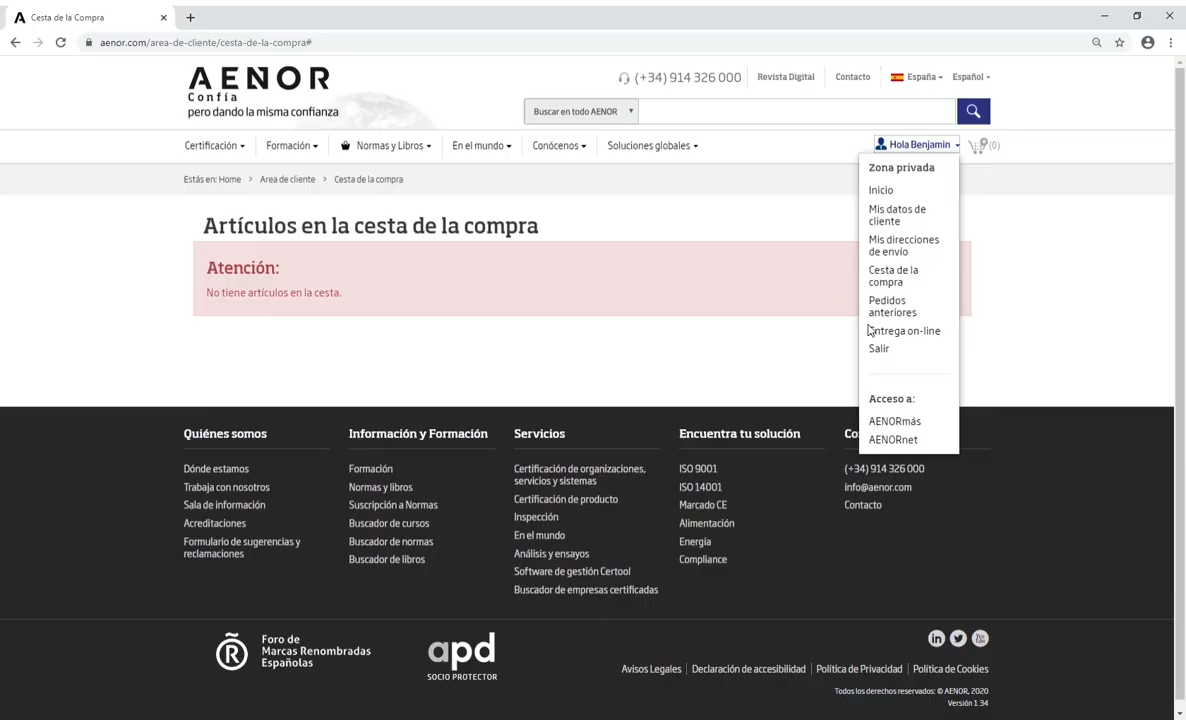 Cesta de la Compra
aenor.com/area-de-cliente/cesta-de-la-compra#
AENOR
Confía
pero dando la misma confianza
(+34) 914 326 000
Revista Digital
Contacto
España
Español
Buscar en todo AENOR
Certificación
Formación
Normas y Libros
En el mundo
Conócenos
Soluciones globales
Hola Benjamin
(0)
Estás en: Home > Area de cliente > Cesta de la compra
Artículos en la cesta de la compra
Atención:
No tiene artículos en la cesta.
Zona privada
Inicio
Mis datos de
cliente
Mis direcciones
de envío
Cesta de la
compra
Pedidos
anteriores
Entrega on-line
Salir
Acceso a:
AENORmás
AENORnet
Quiénes somos
Dónde estamos
Trabaja con nosotros
Sala de información
Acreditaciones
Formulario de sugerencias y
reclamaciones
Información y Formación
Formación
Normas y libros
Suscripción a Normas
Buscador de cursos
Buscador de normas
Buscador de libros
Servicios
Certificación de organizaciones,
servicios y sistemas
Certificación de producto
Inspección
En el mundo
Análisis y ensayos
Software de gestión Certool
Buscador de empresas certificadas
Encuentra tu solución
ISO 9001
ISO 14001
Marcado CE
Alimentación
Energía
Compliance
Co
(+34) 914 326 000
info@aenor.com
Contacto
Foro de
Marcas Renombradas
Españolas
apd
SOCIO PROTECTOR
Avisos Legales | Declaración de accesibilidad | Política de Privacidad | Política de Cookies
Todos los derechos reservados: © AENOR, 2020
Versión 1.34